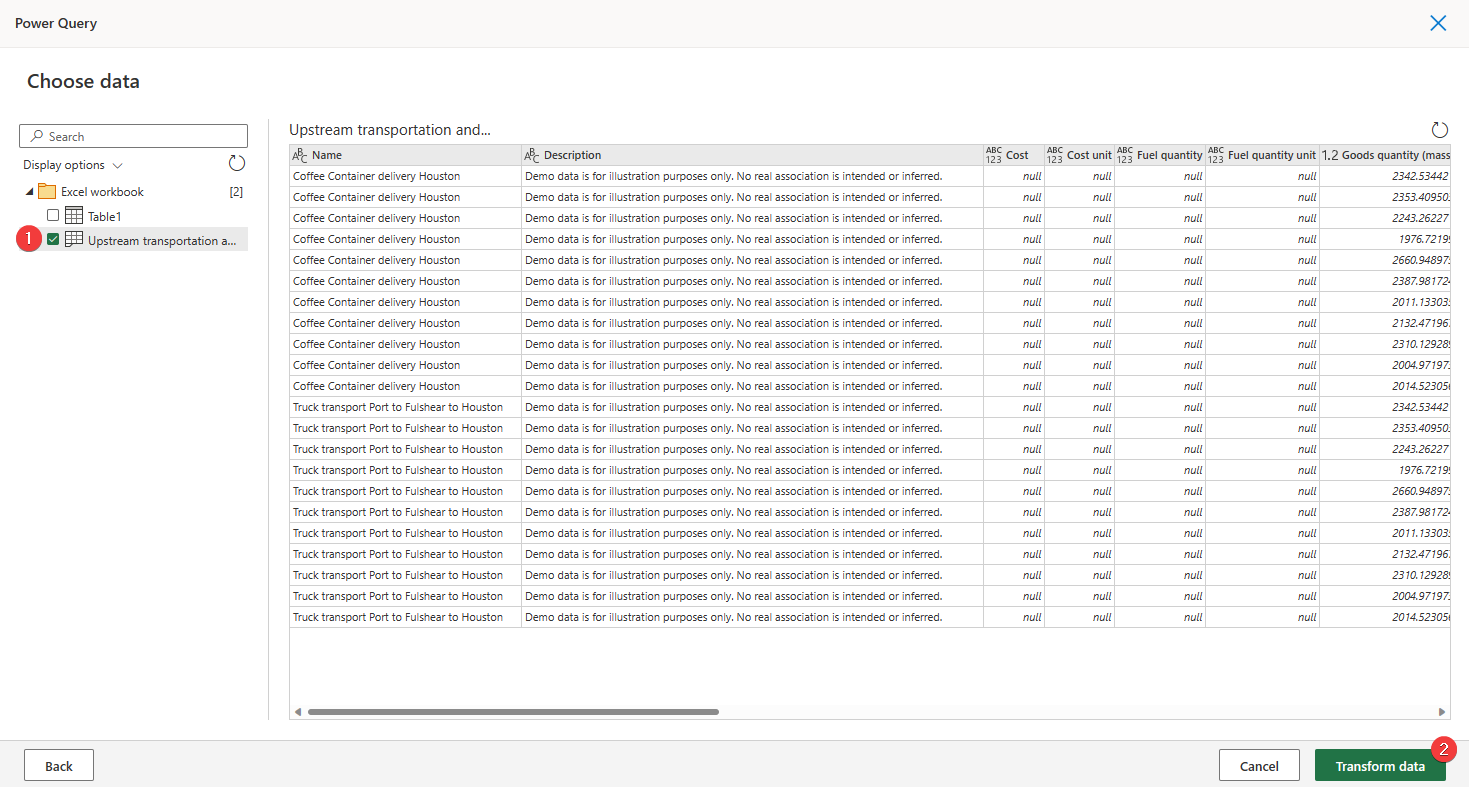 Power Query
Choose data
Search
Display options
Excel workbook [2]
Table1
1 Upstream transportation a...
Upstream transportation and...
ABC Name ABC Description ABC 123 Cost ABC 123 Cost unit ABC 123 Fuel quantity ABC 123 Fuel quantity unit 1.2 Goods quantity (mass
Coffee Container delivery Houston Demo data is for illustration purposes only. No real association is intended or inferred. null null null null 2342.53442
Coffee Container delivery Houston Demo data is for illustration purposes only. No real association is intended or inferred. null null null null 2353.40950
Coffee Container delivery Houston Demo data is for illustration purposes only. No real association is intended or inferred. null null null null 2243.26227
Coffee Container delivery Houston Demo data is for illustration purposes only. No real association is intended or inferred. null null null null 1976.7219
Coffee Container delivery Houston Demo data is for illustration purposes only. No real association is intended or inferred. null null null null 2660.94897
Coffee Container delivery Houston Demo data is for illustration purposes only. No real association is intended or inferred. null null null null 2387.98172
Coffee Container delivery Houston Demo data is for illustration purposes only. No real association is intended or inferred. null null null null 2011.13303
Coffee Container delivery Houston Demo data is for illustration purposes only. No real association is intended or inferred. null null null null 2132.47196
Coffee Container delivery Houston Demo data is for illustration purposes only. No real association is intended or inferred. null null null null 2310.12928
Coffee Container delivery Houston Demo data is for illustration purposes only. No real association is intended or inferred. null null null null 2004.97197
Coffee Container delivery Houston Demo data is for illustration purposes only. No real association is intended or inferred. null null null null 2014.52305
Truck transport Port to Fulshear to Houston Demo data is for illustration purposes only. No real association is intended or inferred. null null null null 2342.53442
Truck transport Port to Fulshear to Houston Demo data is for illustration purposes only. No real association is intended or inferred. null null null null 2353.40950
Truck transport Port to Fulshear to Houston Demo data is for illustration purposes only. No real association is intended or inferred. null null null null 2243.26227
Truck transport Port to Fulshear to Houston Demo data is for illustration purposes only. No real association is intended or inferred. null null null null 1976.7219
Truck transport Port to Fulshear to Houston Demo data is for illustration purposes only. No real association is intended or inferred. null null null null 2660.94897
Truck transport Port to Fulshear to Houston Demo data is for illustration purposes only. No real association is intended or inferred. null null null null 2387.98172
Truck transport Port to Fulshear to Houston Demo data is for illustration purposes only. No real association is intended or inferred. null null null null 2011.13303
Truck transport Port to Fulshear to Houston Demo data is for illustration purposes only. No real association is intended or inferred. null null null null 2132.47196
Truck transport Port to Fulshear to Houston Demo data is for illustration purposes only. No real association is intended or inferred. null null null null 2310.12928
Truck transport Port to Fulshear to Houston Demo data is for illustration purposes only. No real association is intended or inferred. null null null null 2004.97197
Truck transport Port to Fulshear to Houston Demo data is for illustration purposes only. No real association is intended or inferred. null null null null 2014.52305
Back Cancel Transform data 2